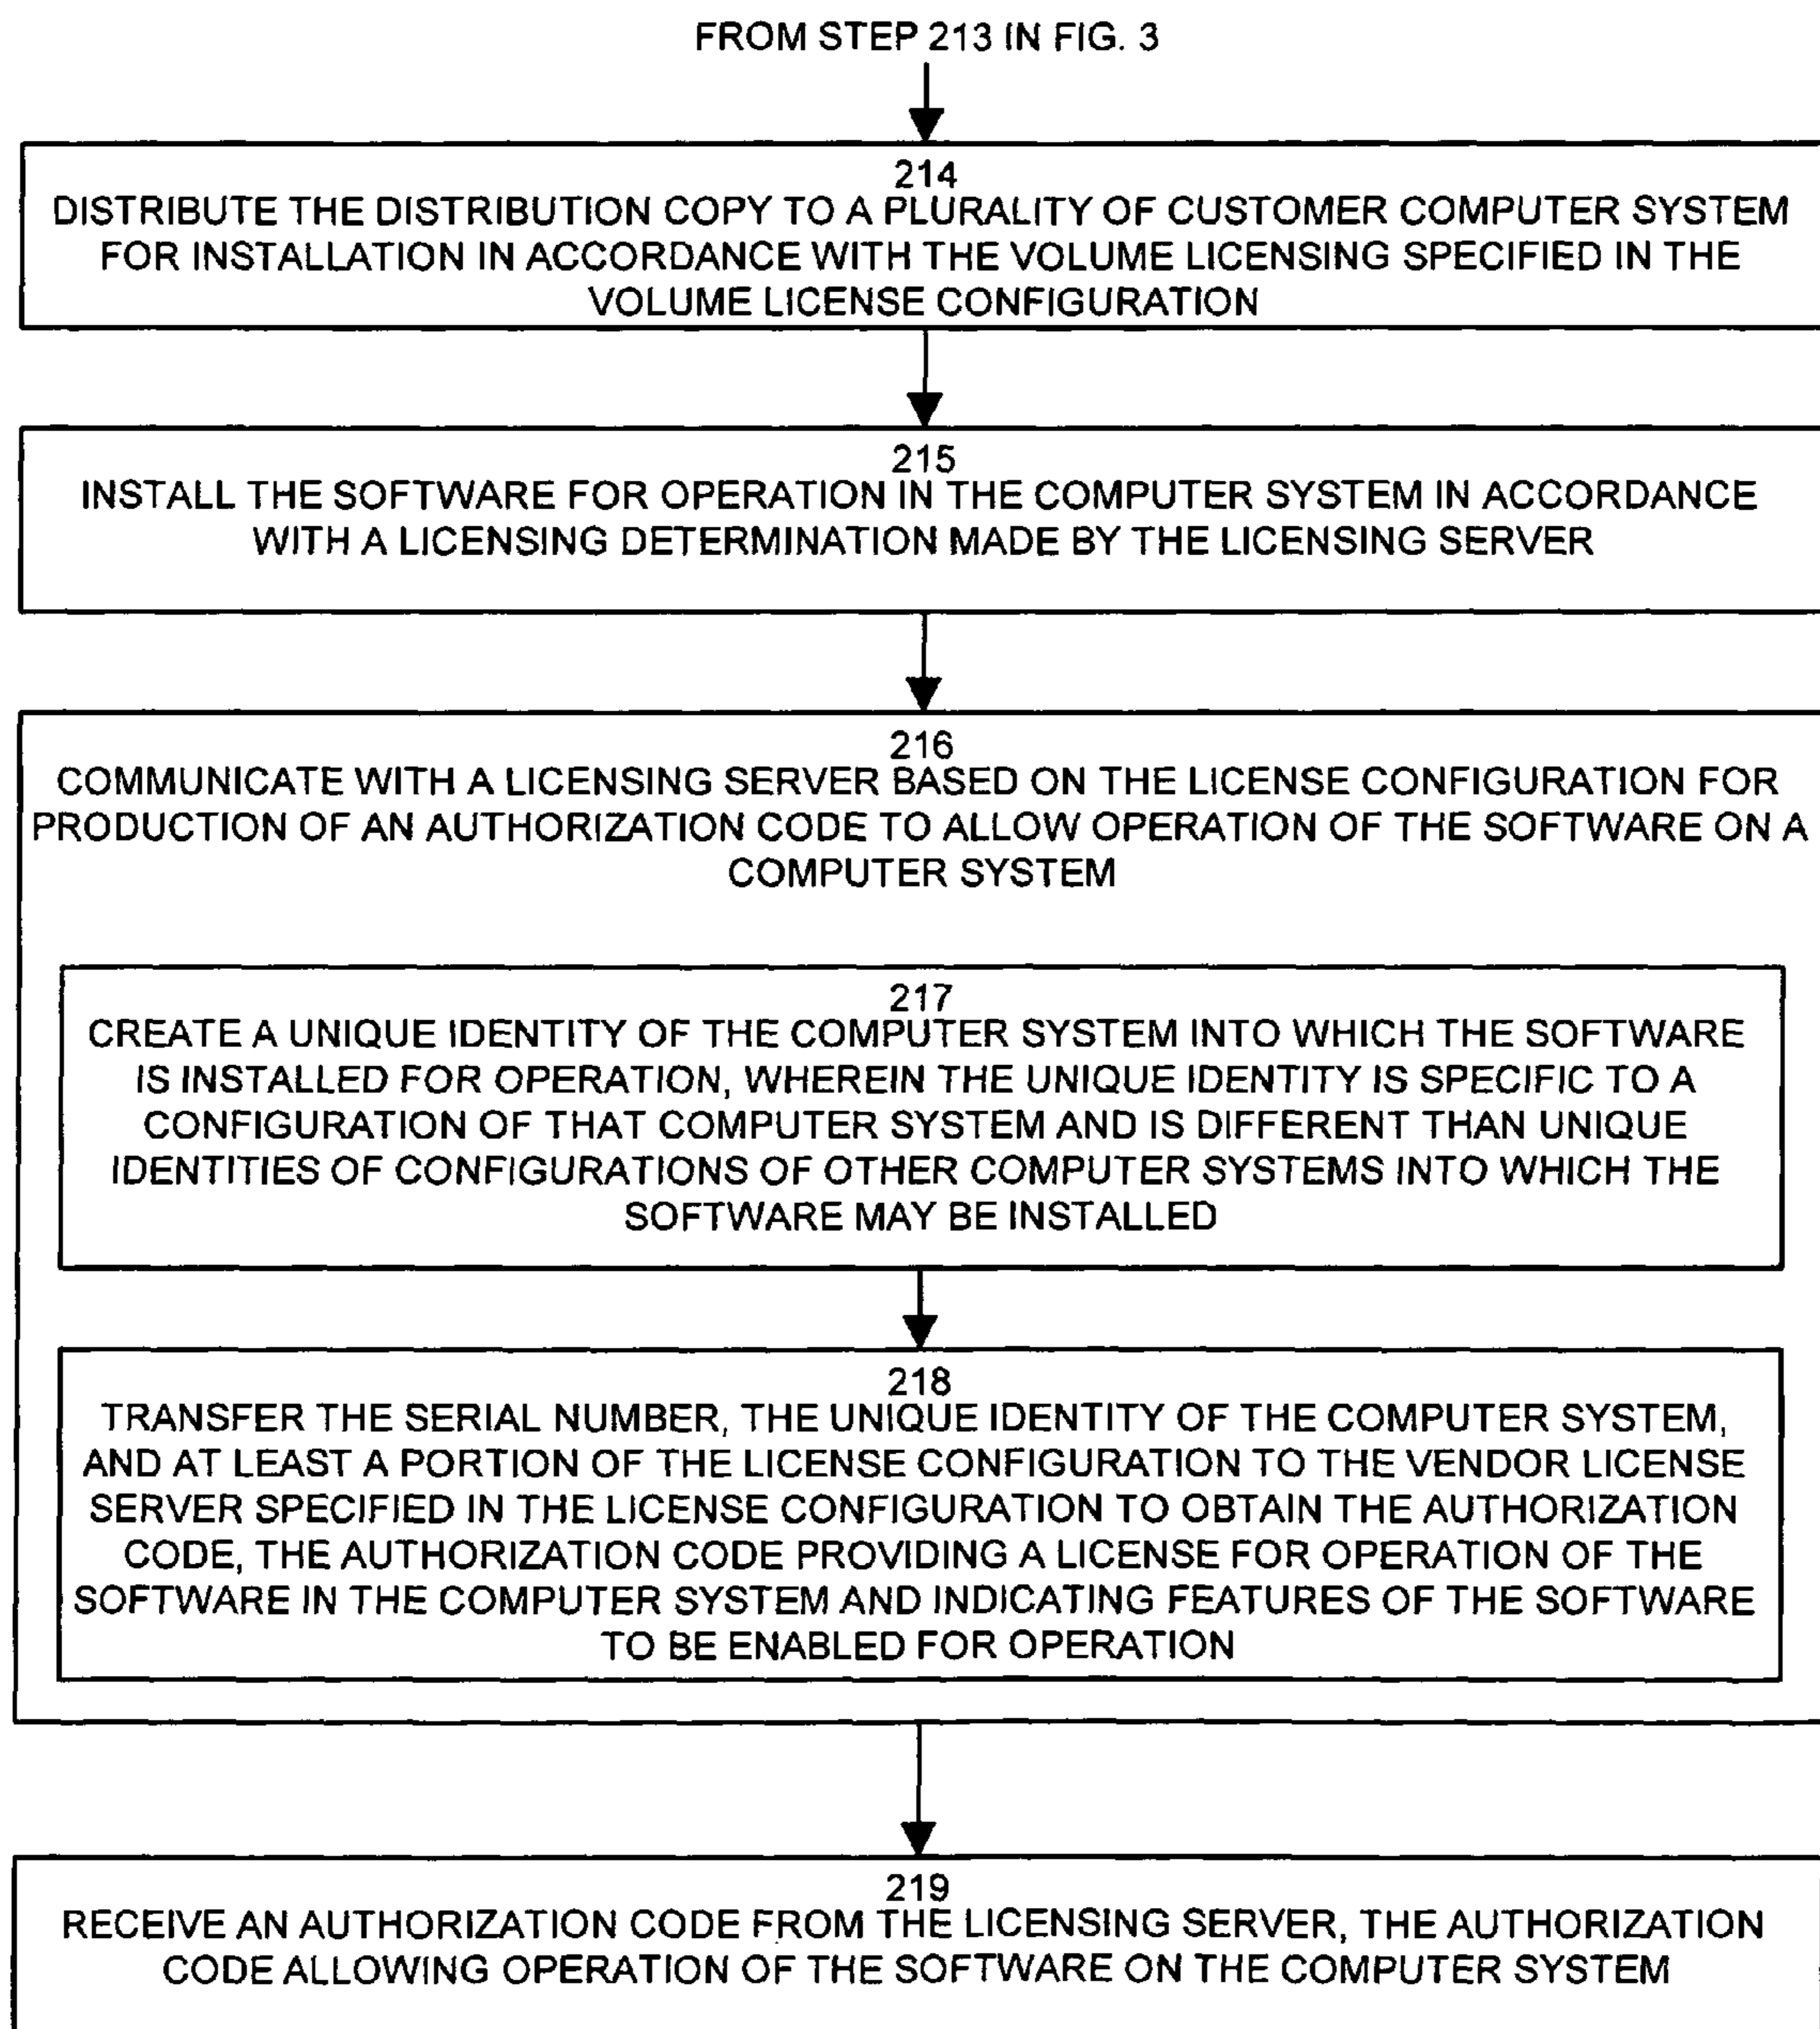 FROM STEP 213 IN FIG. 3
214
DISTRIBUTE THE DISTRIBUTION COPY TO A PLURALITY OF CUSTOMER COMPUTER SYSTEM
FOR INSTALLATION IN ACCORDANCE WITH THE VOLUME LICENSING SPECIFIED IN THE
VOLUME LICENSE CONFIGURATION
215
INSTALL THE SOFTWARE FOR OPERATION IN THE COMPUTER SYSTEM IN ACCORDANCE
WITH A LICENSING DETERMINATION MADE BY THE LICENSING SERVER
216
COMMUNICATE WITH A LICENSING SERVER BASED ON THE LICENSE CONFIGURATION FOR
PRODUCTION OF AN AUTHORIZATION CODE TO ALLOW OPERATION OF THE SOFTWARE ON A
COMPUTER SYSTEM
217
CREATE A UNIQUE IDENTITY OF THE COMPUTER SYSTEM INTO WHICH THE SOFTWARE
IS INSTALLED FOR OPERATION, WHEREIN THE UNIQUE IDENTITY IS SPECIFIC TO A
CONFIGURATION OF THAT COMPUTER SYSTEM AND IS DIFFERENT THAN UNIQUE
IDENTITIES OF CONFIGURATIONS OF OTHER COMPUTER SYSTEMS INTO WHICH THE
SOFTWARE MAY BE INSTALLED
218
TRANSFER THE SERIAL NUMBER, THE UNIQUE IDENTITY OF THE COMPUTER SYSTEM,
AND AT LEAST A PORTION OF THE LICENSE CONFIGURATION TO THE VENDOR LICENSE
SERVER SPECIFIED IN THE LICENSE CONFIGURATION TO OBTAIN THE AUTHORIZATION
CODE, THE AUTHORIZATION CODE PROVIDING A LICENSE FOR OPERATION OF THE
SOFTWARE IN THE COMPUTER SYSTEM AND INDICATING FEATURES OF THE SOFTWARE
TO BE ENABLED FOR OPERATION
219
RECEIVE AN AUTHORIZATION CODE FROM THE LICENSING SERVER, THE AUTHORIZATION
CODE ALLOWING OPERATION OF THE SOFTWARE ON THE COMPUTER SYSTEM